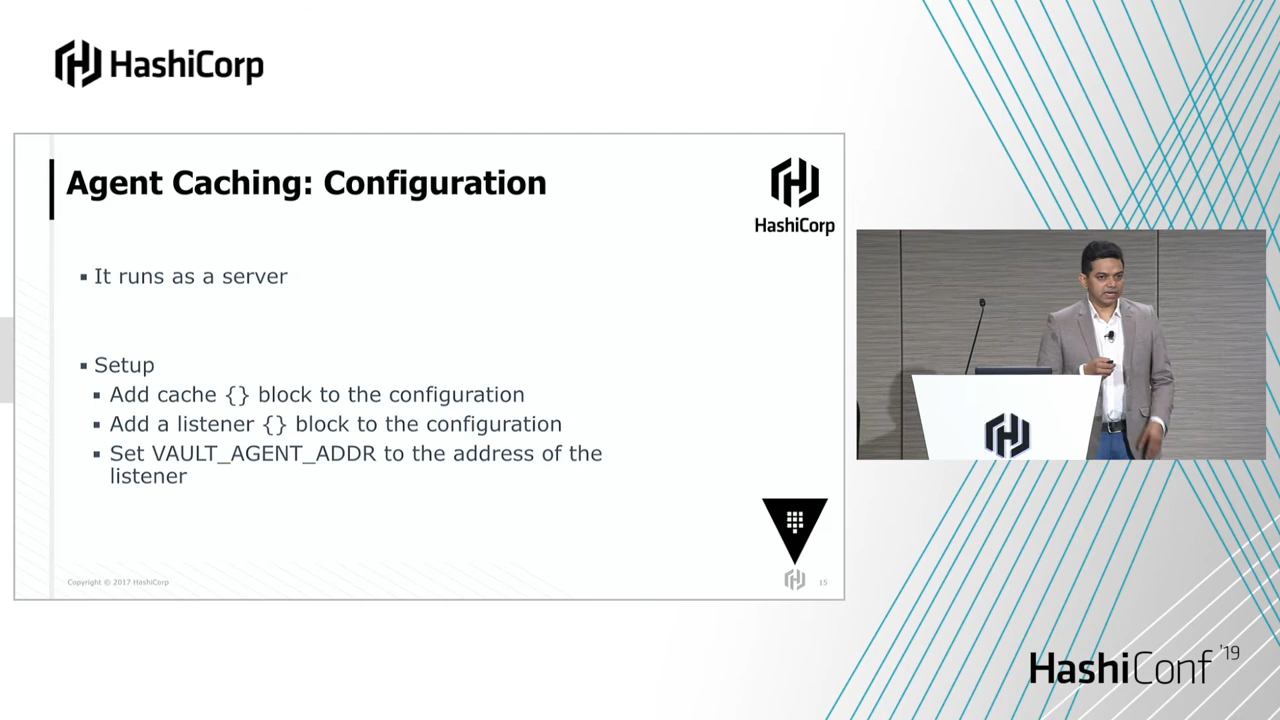 HashiCorp
Agent Caching: Configuration
HashiCorp
▪ It runs as a server
▪ Setup
▪ Add cache {} block to the configuration
▪ Add a listener {} block to the configuration
▪ Set VAULT_AGENT_ADDR to the address of the
listener
Copyright © 2017 HashiCorp
15
HashiConf '19